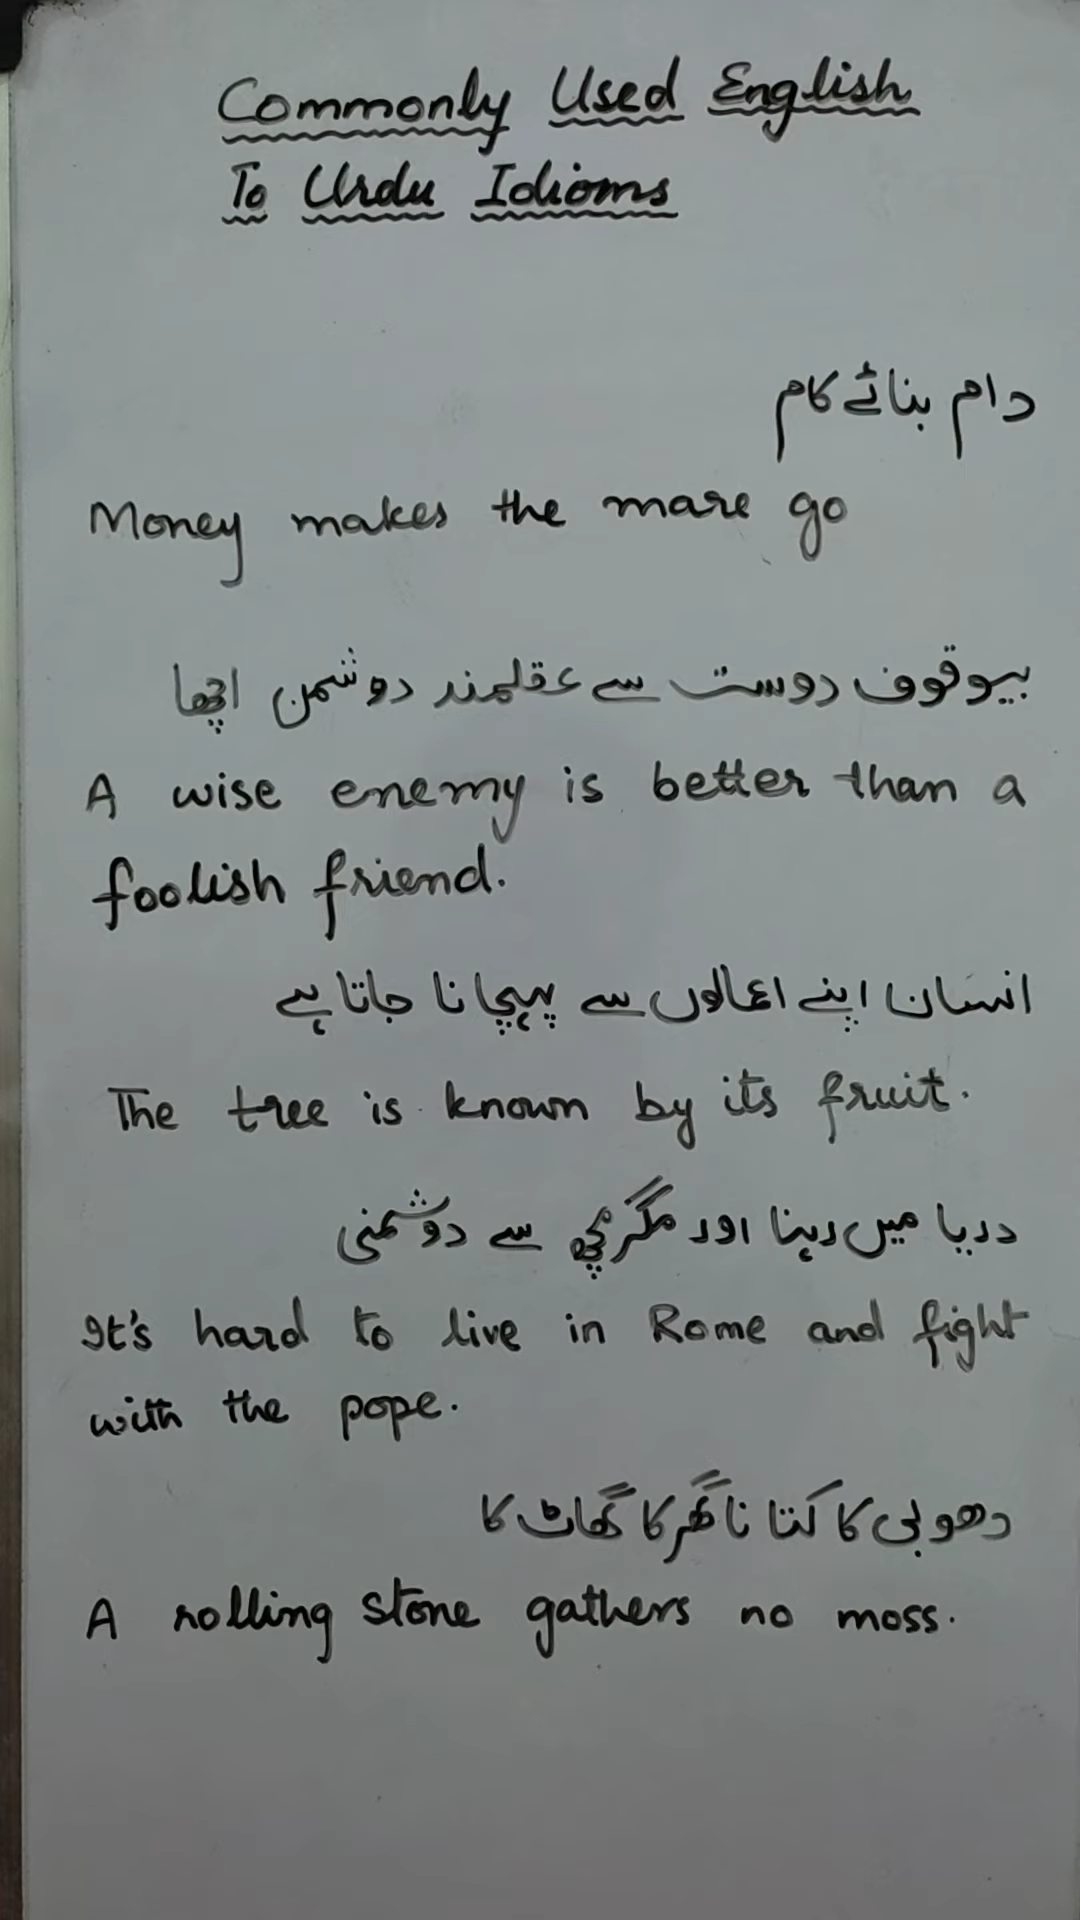 Commonly Used English
To Urdu Idioms
دام بنائے کام
Money makes the mare go
بیوقوف دوست سے عقلمند دوشمن اچھا
A wise enemy is better than a
foolish friend.
انسان اپنے اعمالوں سے پہچانا جاتا ہے
The tree is known by its fruit.
دریا میں رہنا اور مگرمچھ سے دوشمنی
It's hard to live in Rome and fight
with the pope.
دھوبی کا کتا نا گھر کا گھاٹ کا
A rolling stone gathers no moss.